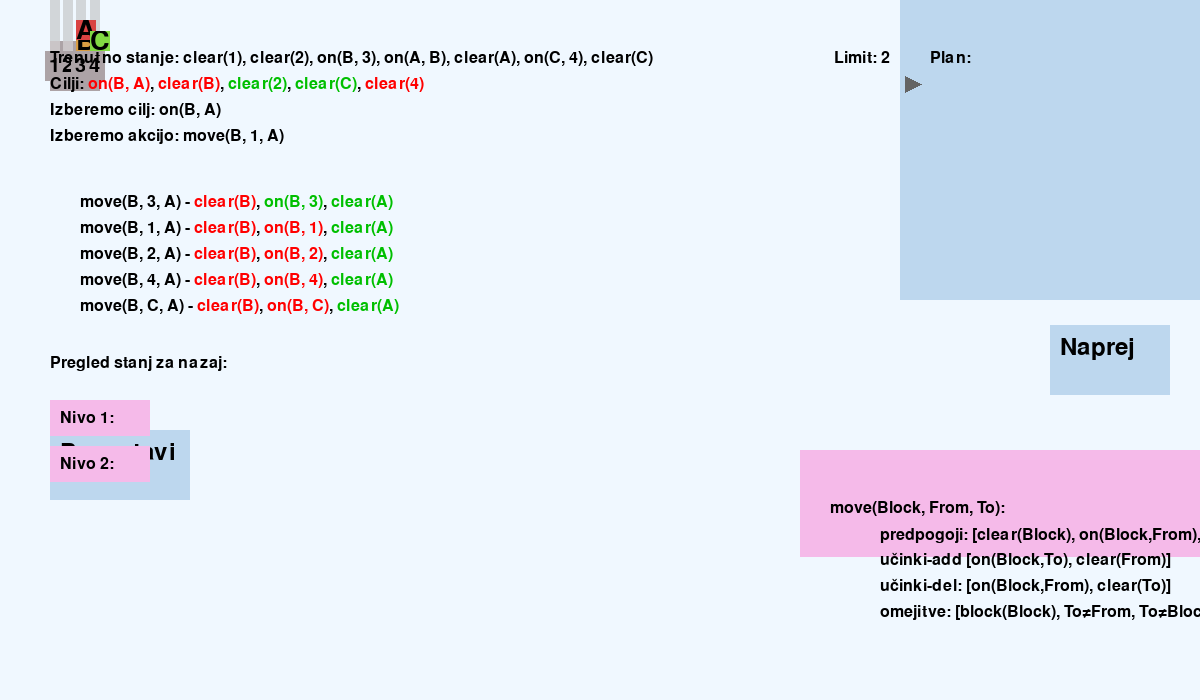 A
C
1 2 3 4
Trenutno stanje: clear(1), clear(2), on(B, 3), on(A, B), clear(A), on(C, 4), clear(C)
Limit: 2
Plan:
Cilji: on(B, A), clear(B), clear(2), clear(C), clear(4)
Izberemo cilj: on(B, A)
Izberemo akcijo: move(B, 1, A)
move(B, 3, A) - clear(B), on(B, 3), clear(A)
move(B, 1, A) - clear(B), on(B, 1), clear(A)
move(B, 2, A) - clear(B), on(B, 2), clear(A)
move(B, 4, A) - clear(B), on(B, 4), clear(A)
move(B, C, A) - clear(B), on(B, C), clear(A)
Naprej
Pregled stanj za nazaj:
Nivo 1:
Nivo 2:
move(Block, From, To):
predpogoji: [clear(Block), on(Block,From),
učinki-add [on(Block,To), clear(From)]
učinki-del: [on(Block,From), clear(To)]
omejitve: [block(Block), To≠From, To≠Bloc